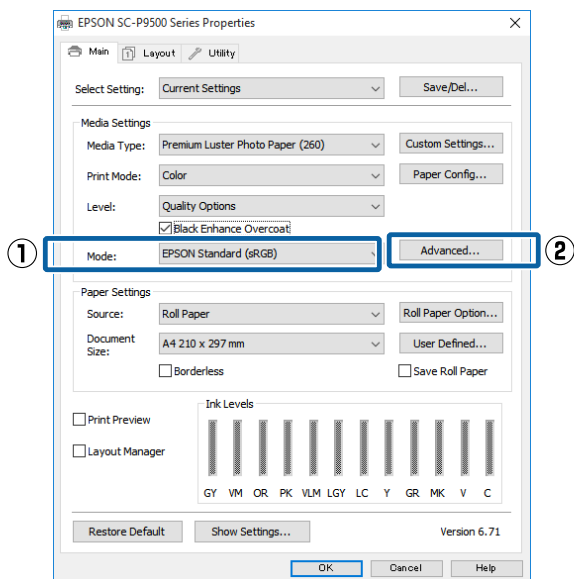 EPSON SC-P9500 Series Properties
Main Layout Utility
Select Setting: Current Settings Save/Del...
Media Settings
Media Type: Premium Luster Photo Paper (260) Custom Settings...
Print Mode: Color Paper Config...
Level: Quality Options
Black Enhance Overcoat
① Mode: EPSON Standard (sRGB) Advanced... ②
Paper Settings
Source: Roll Paper Roll Paper Option...
Document
Size: A4 210 x 297 mm User Defined...
Borderless Save Roll Paper
Ink Levels
Print Preview
Layout Manager
GY VM OR PK VLM LGY LC Y GR MK V C
Restore Default Show Settings... Version 6.71
OK Cancel Help